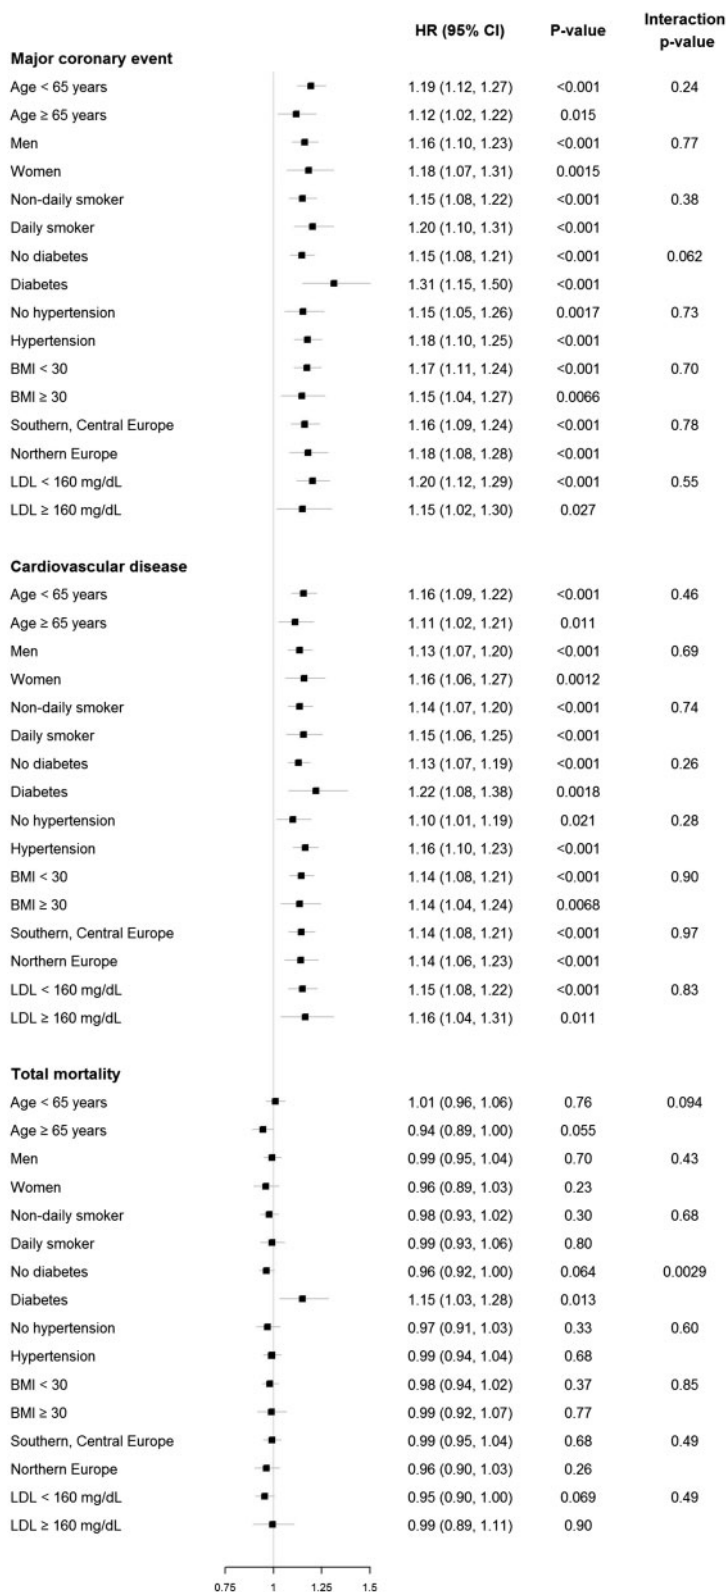 HR (95% CI) P-value Interaction p-value
Major coronary event
Age < 65 years 1.19 (1.12, 1.27) <0.001 0.24
Age ≥ 65 years 1.12 (1.02, 1.22) 0.015
Men 1.16 (1.10, 1.23) <0.001 0.77
Women 1.18 (1.07, 1.31) 0.0015
Non-daily smoker 1.15 (1.08, 1.22) <0.001 0.38
Daily smoker 1.20 (1.10, 1.31) <0.001
No diabetes 1.15 (1.08, 1.21) <0.001 0.062
Diabetes 1.31 (1.15, 1.50) <0.001
No hypertension 1.15 (1.05, 1.26) 0.0017 0.73
Hypertension 1.18 (1.10, 1.25) <0.001
BMI < 30 1.17 (1.11, 1.24) <0.001 0.70
BMI ≥ 30 1.15 (1.04, 1.27) 0.0066
Southern, Central Europe 1.16 (1.09, 1.24) <0.001 0.78
Northern Europe 1.18 (1.08, 1.28) <0.001
LDL < 160 mg/dL 1.20 (1.12, 1.29) <0.001 0.55
LDL ≥ 160 mg/dL 1.15 (1.02, 1.30) 0.027
Cardiovascular disease
Age < 65 years 1.16 (1.09, 1.22) <0.001 0.46
Age ≥ 65 years 1.11 (1.02, 1.21) 0.011
Men 1.13 (1.07, 1.20) <0.001 0.69
Women 1.16 (1.06, 1.27) 0.0012
Non-daily smoker 1.14 (1.07, 1.20) <0.001 0.74
Daily smoker 1.15 (1.06, 1.25) <0.001
No diabetes 1.13 (1.07, 1.19) <0.001 0.26
Diabetes 1.22 (1.08, 1.38) 0.0018
No hypertension 1.10 (1.01, 1.19) 0.021 0.28
Hypertension 1.16 (1.10, 1.23) <0.001
BMI < 30 1.14 (1.08, 1.21) <0.001 0.90
BMI ≥ 30 1.14 (1.04, 1.24) 0.0068
Southern, Central Europe 1.14 (1.08, 1.21) <0.001 0.97
Northern Europe 1.14 (1.06, 1.23) <0.001
LDL < 160 mg/dL 1.15 (1.08, 1.22) <0.001 0.83
LDL ≥ 160 mg/dL 1.16 (1.04, 1.31) 0.011
Total mortality
Age < 65 years 1.01 (0.96, 1.06) 0.76 0.094
Age ≥ 65 years 0.94 (0.89, 1.00) 0.055
Men 0.99 (0.95, 1.04) 0.70 0.43
Women 0.96 (0.89, 1.03) 0.23
Non-daily smoker 0.98 (0.93, 1.02) 0.30 0.68
Daily smoker 0.99 (0.93, 1.06) 0.80
No diabetes 0.96 (0.92, 1.00) 0.064 0.0029
Diabetes 1.15 (1.03, 1.28) 0.013
No hypertension 0.97 (0.91, 1.03) 0.33 0.60
Hypertension 0.99 (0.94, 1.04) 0.68
BMI < 30 0.98 (0.94, 1.02) 0.37 0.85
BMI ≥ 30 0.99 (0.92, 1.07) 0.77
Southern, Central Europe 0.99 (0.95, 1.04) 0.68 0.49
Northern Europe 0.96 (0.90, 1.03) 0.26
LDL < 160 mg/dL 0.95 (0.90, 1.00) 0.069 0.49
LDL ≥ 160 mg/dL 0.99 (0.89, 1.11) 0.90
0.75 1 1.25 1.5